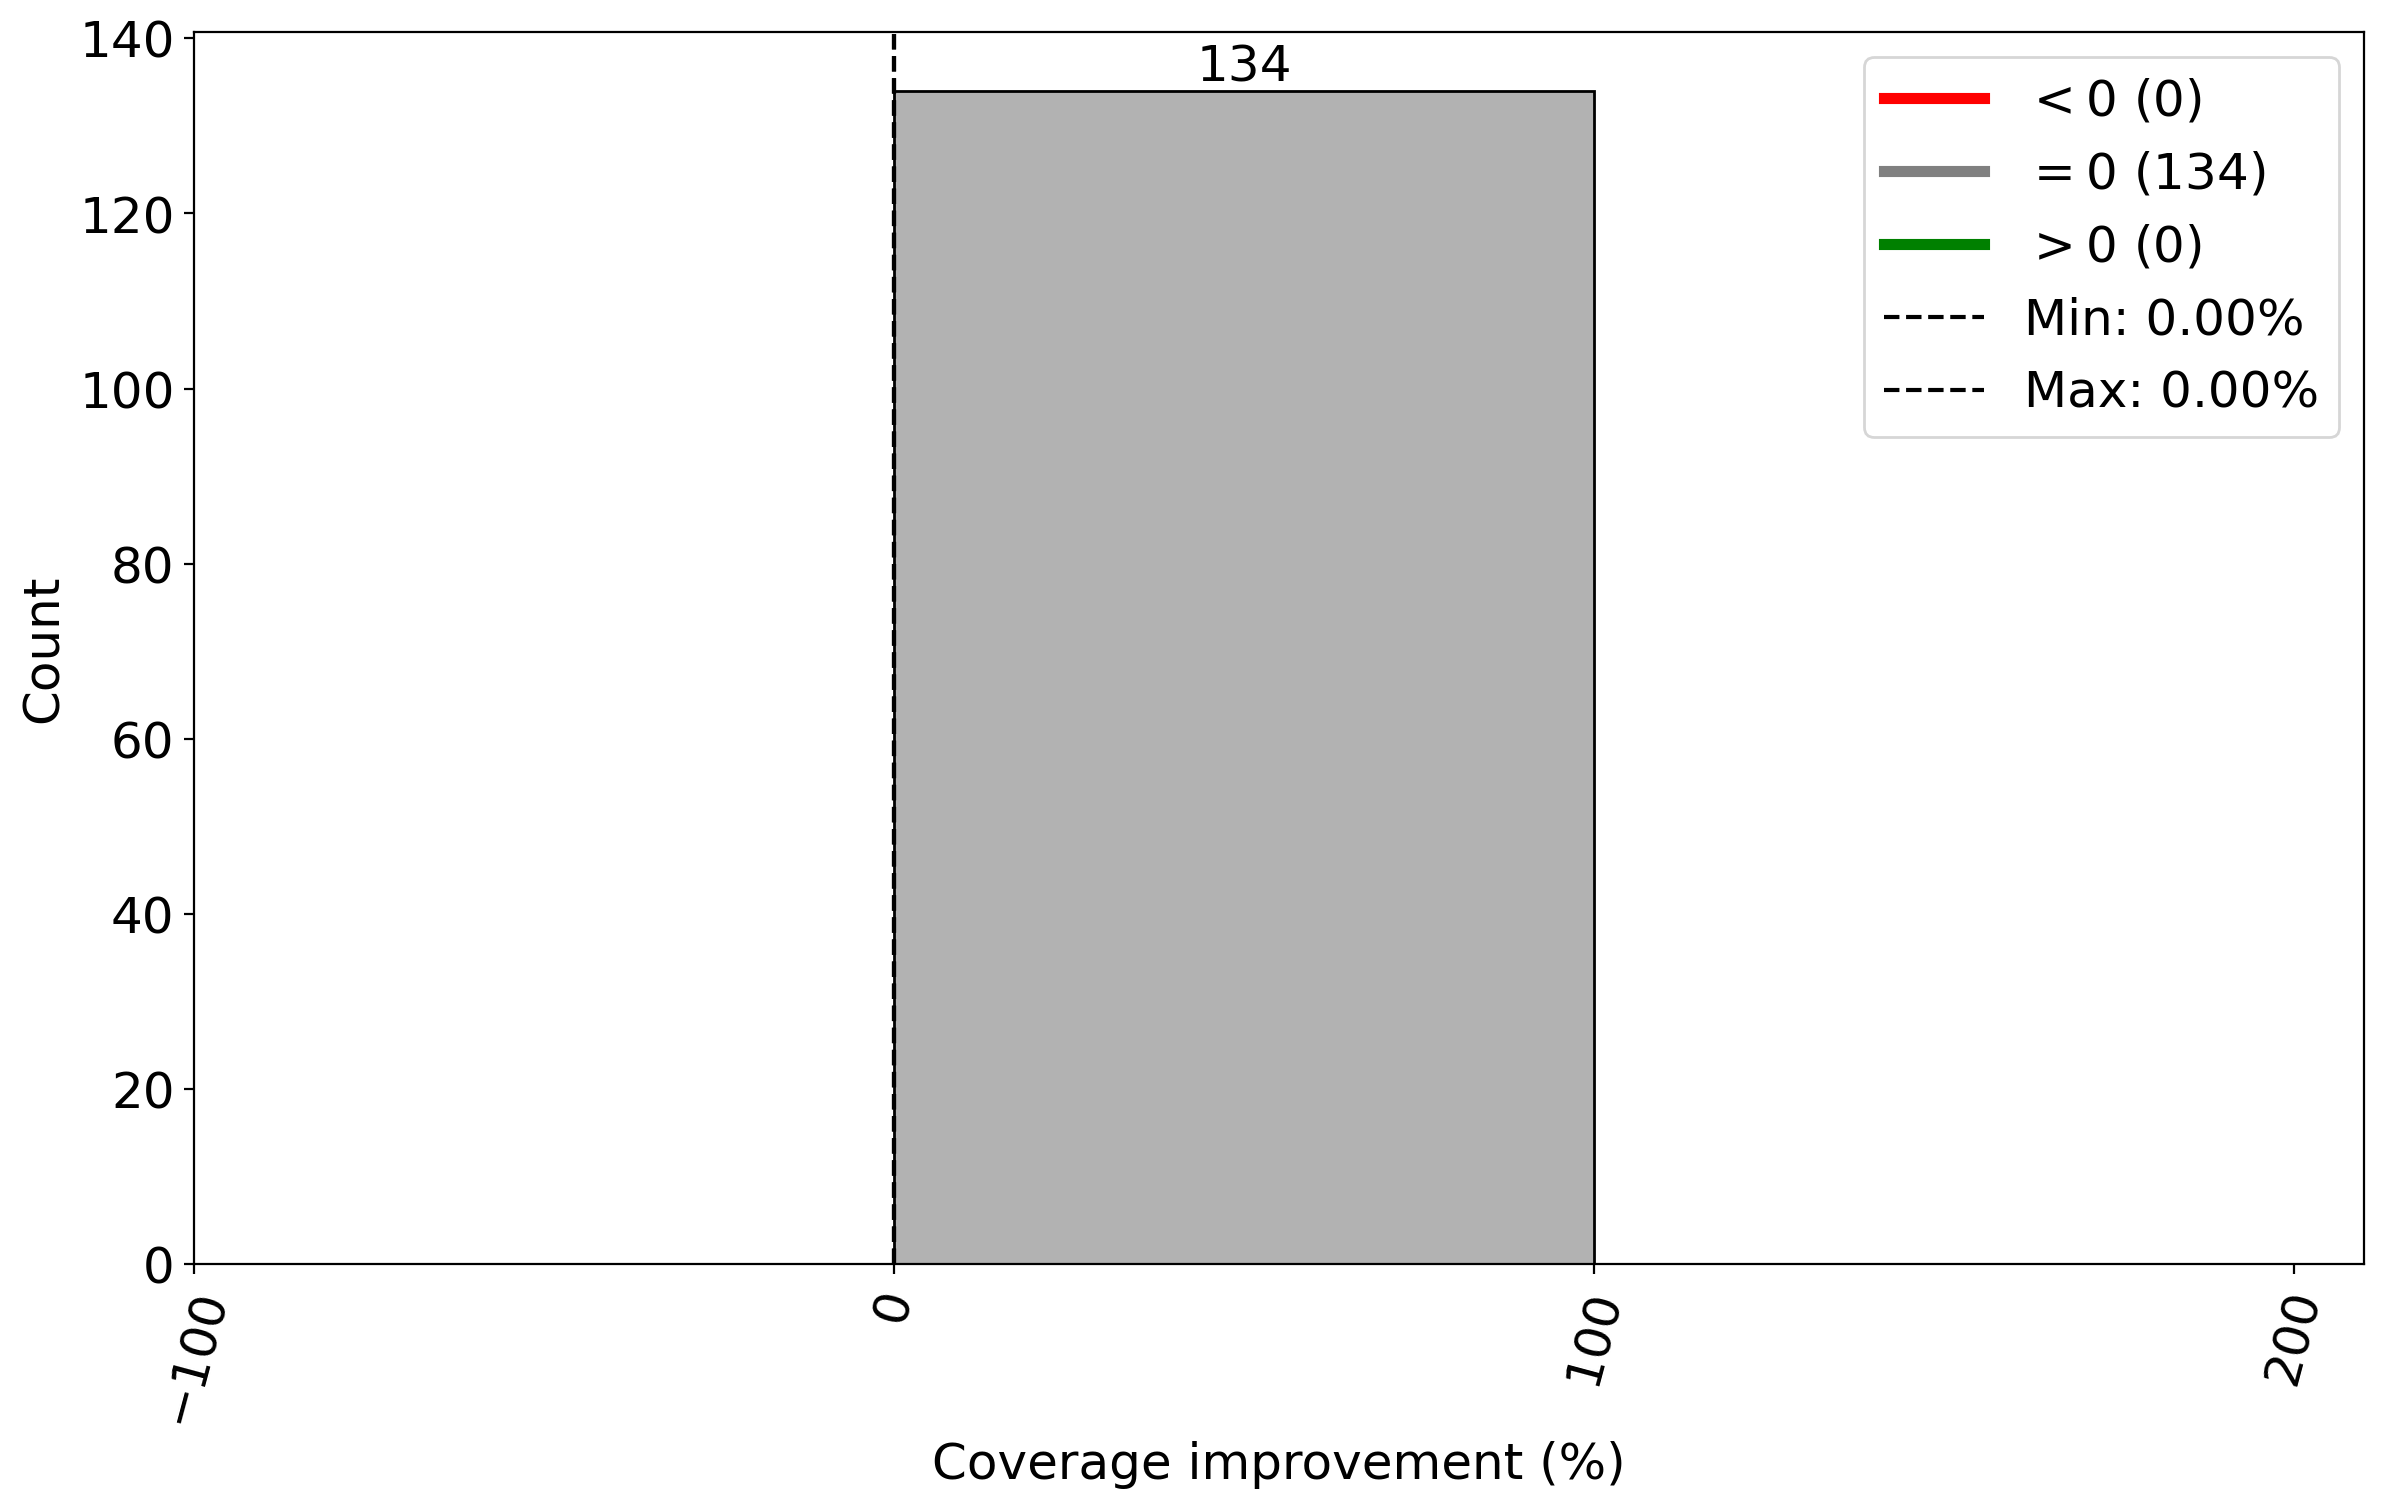 134
< 0 (0)
= 0 (134)
> 0 (0)
Min: 0.00%
Max: 0.00%
140
120
100
80
60
40
20
0
Count
−100
0
100
200
Coverage improvement (%)